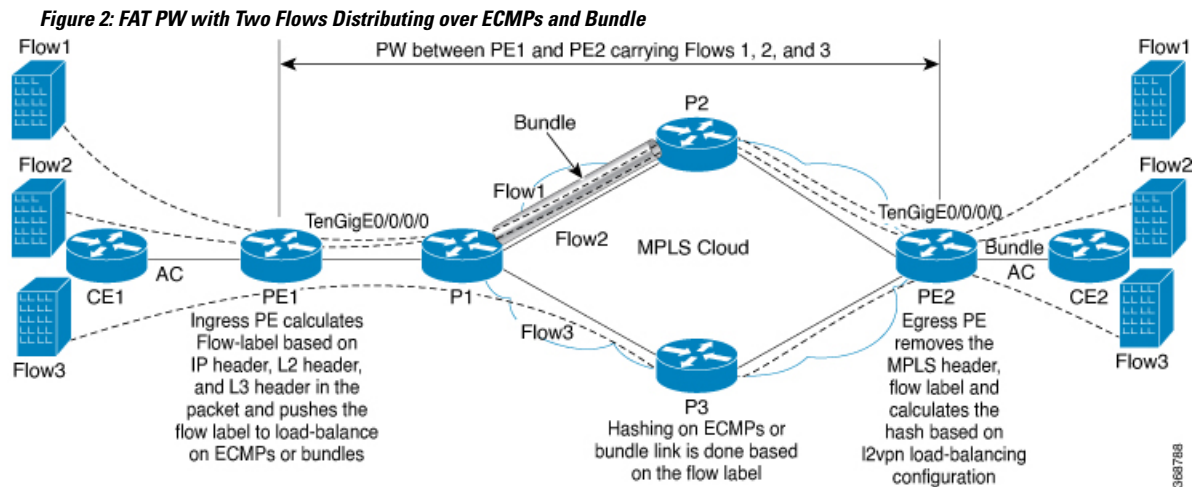 Figure 2: FAT PW with Two Flows Distributing over ECMPs and Bundle
Flow1
PW between PE1 and PE2 carrying Flows 1, 2, and 3
Flow1
P2
Bundle
Flow2
Flow1
Flow2
TenGigE0/0/0/0
Flow2
MPLS Cloud
TenGigE0/0/0/0
Bundle
AC
CE1
PE1
P1
PE2
AC
CE2
Flow3
Flow3
Flow3
Ingress PE calculates
Flow-label based on
IP header, L2 header,
and L3 header in the
packet and pushes the
flow label to load-balance
on ECMPs or bundles
P3
Hashing on ECMPs or
bundle link is done based
on the flow label
Egress PE
removes the
MPLS header,
flow label and
calculates the
hash based on
l2vpn load-balancing
configuration
368788